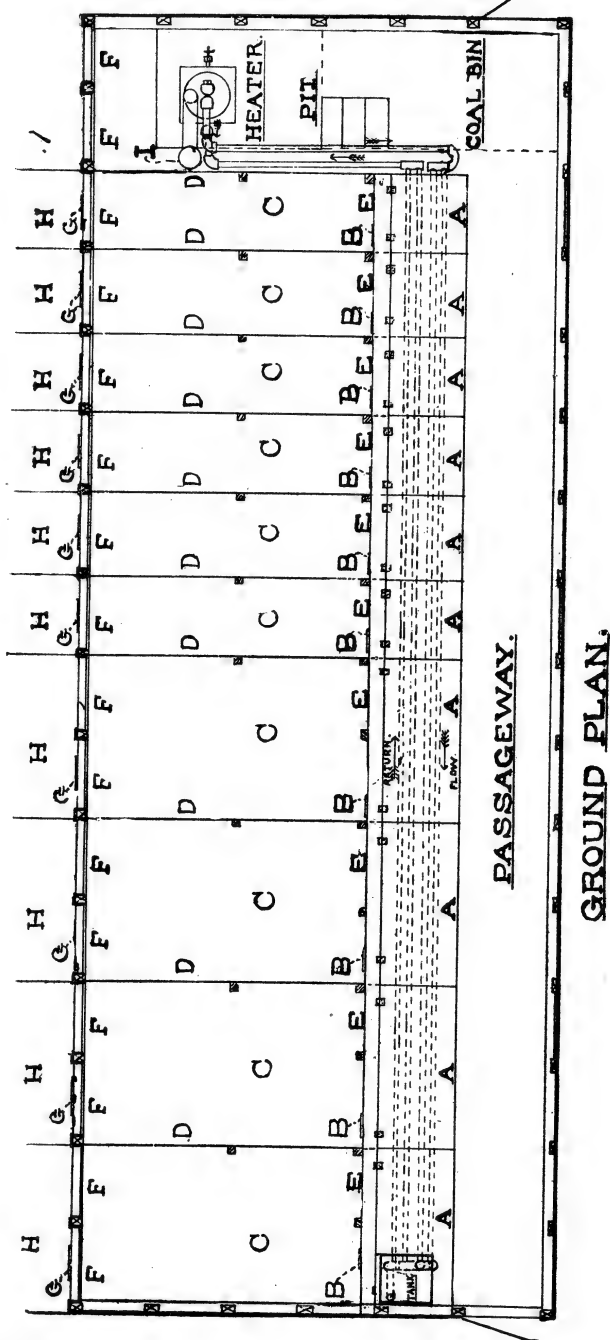 H H H H H H H H H H
G G G G G G G G G G
F F F F F F F F F F F F F F F F
I
D D D D D D D D D D
HEATER.
C C C C C C C C C C
PIT
B E B E B E B E B E B E B E B E B E B E
RETURN.
TANK
FLOW.
A A A A A A A A A A
COAL BIN
PASSAGEWAY.
GROUND PLAN.